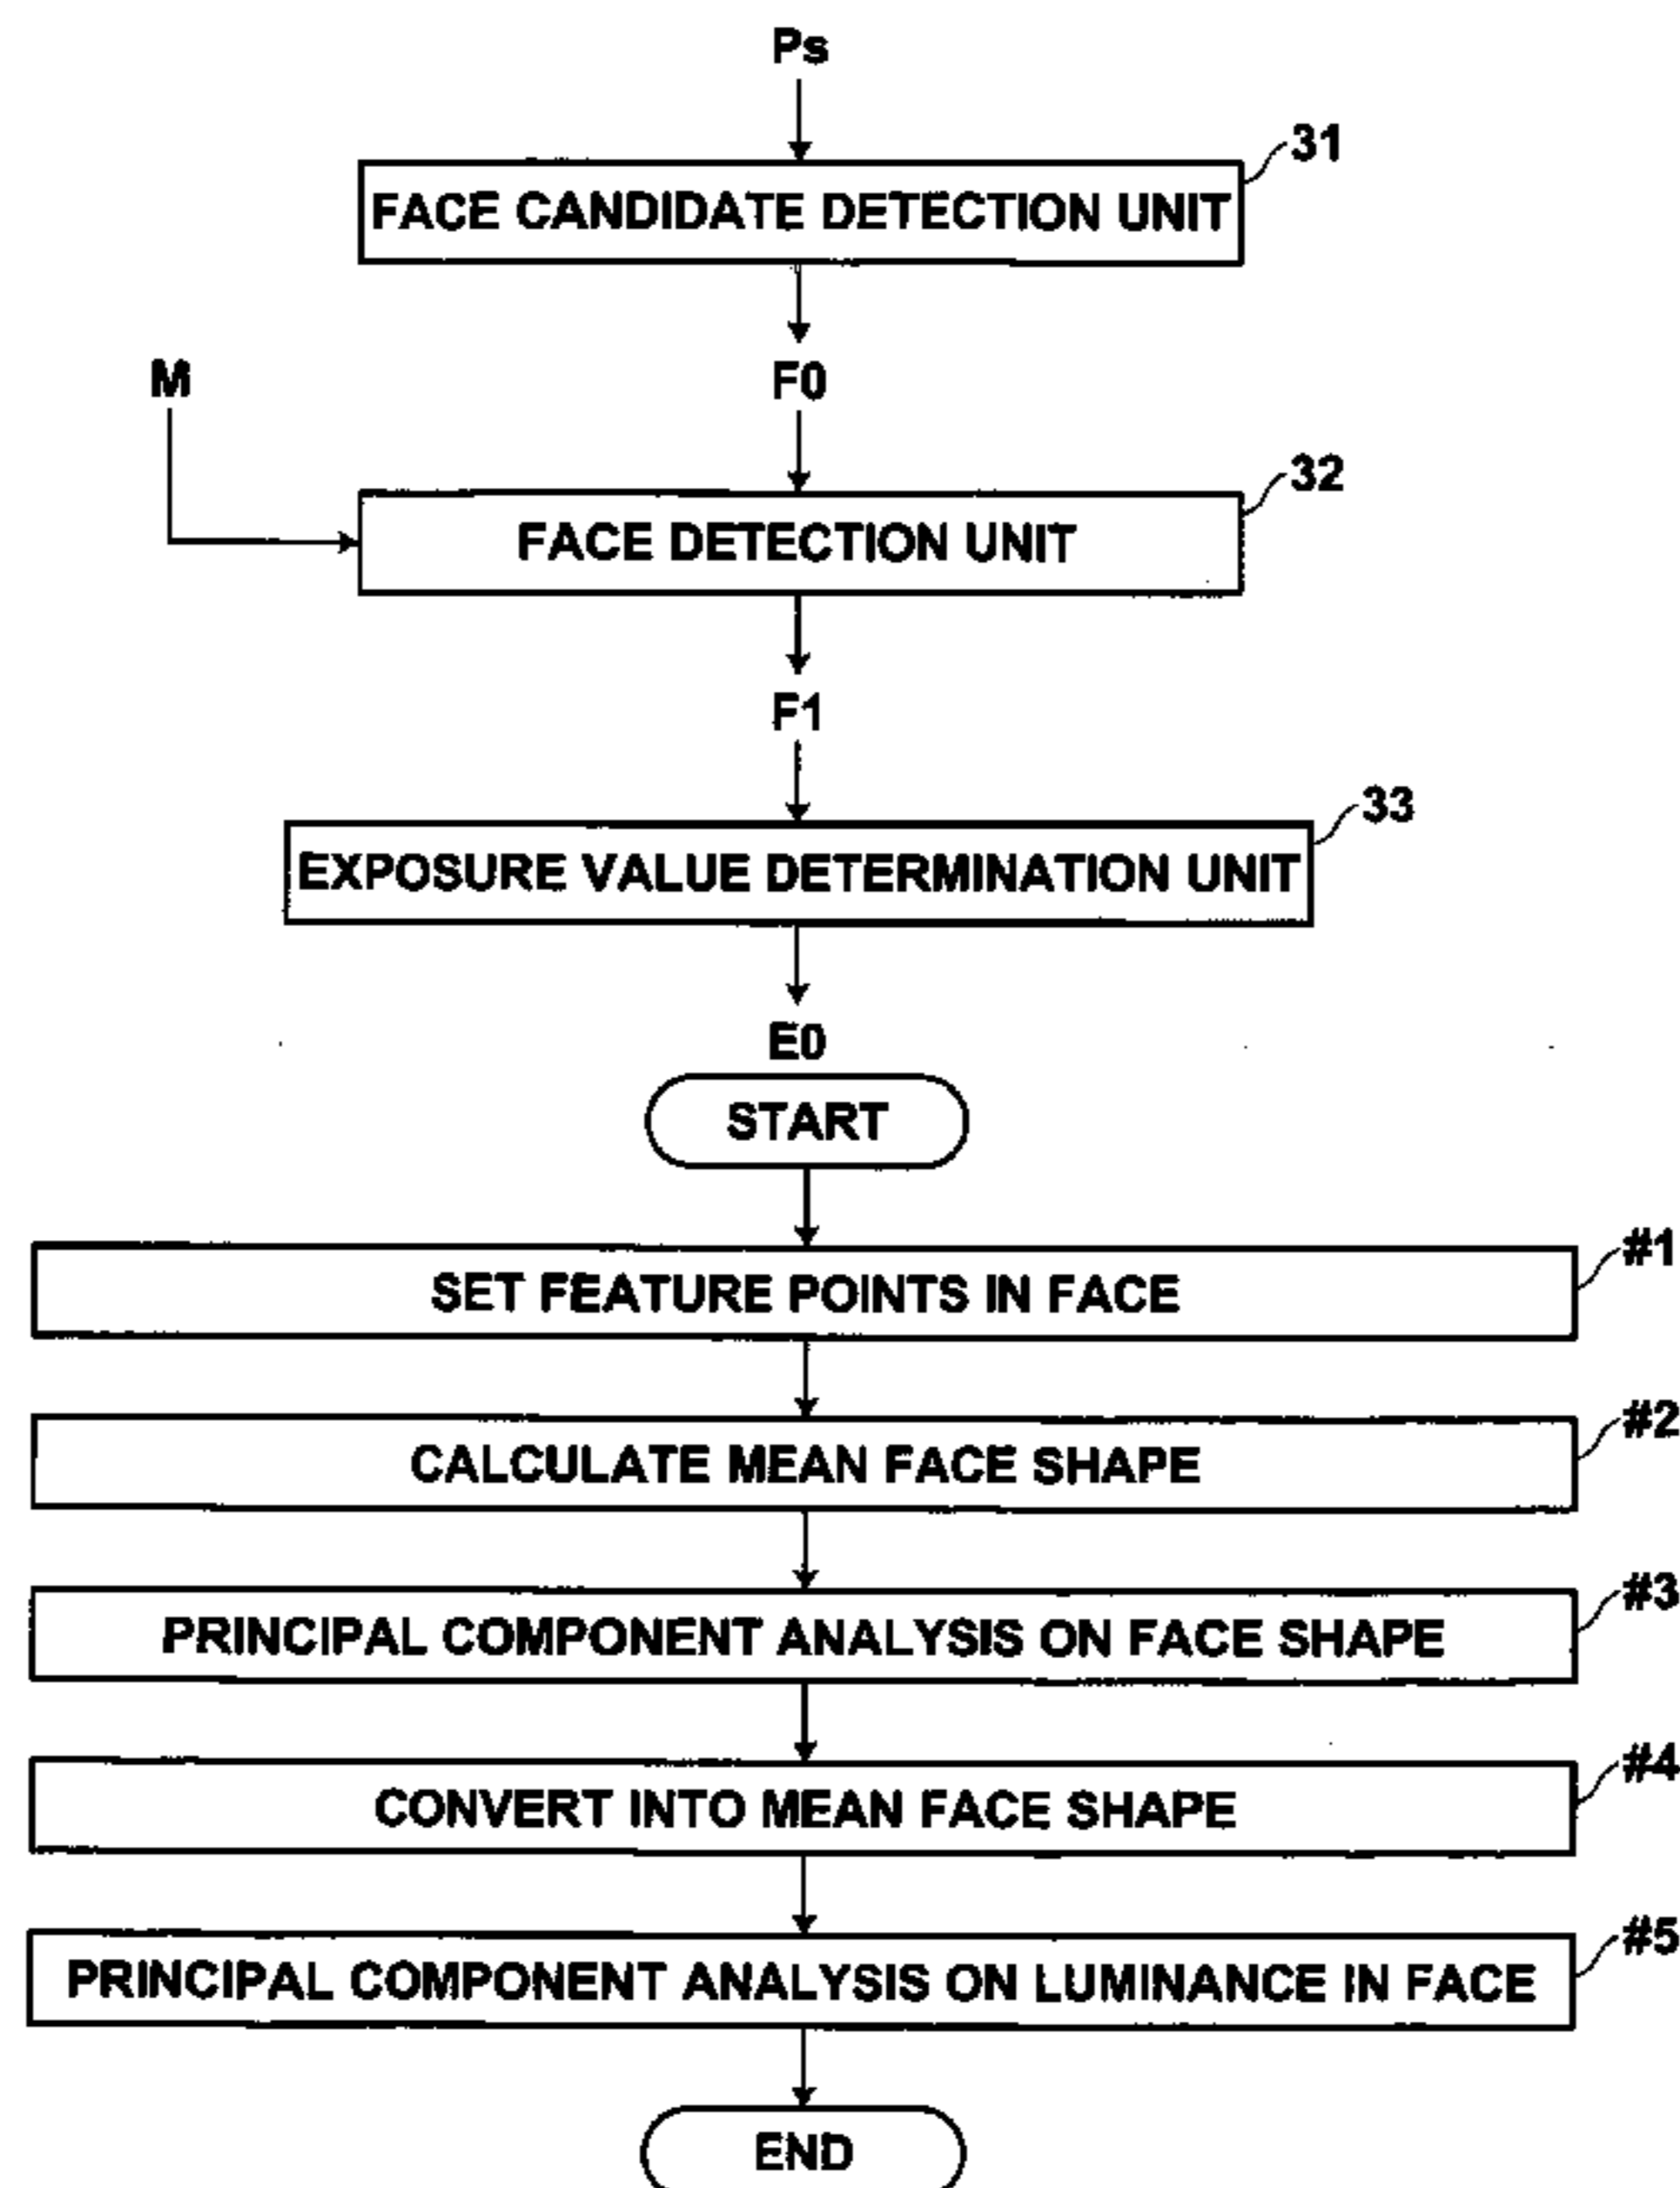 Ps
31
FACE CANDIDATE DETECTION UNIT
M
F0
32
FACE DETECTION UNIT
F1
33
EXPOSURE VALUE DETERMINATION UNIT
E0
START
#1
SET FEATURE POINTS IN FACE
#2
CALCULATE MEAN FACE SHAPE
#3
PRINCIPAL COMPONENT ANALYSIS ON FACE SHAPE
#4
CONVERT INTO MEAN FACE SHAPE
#5
PRINCIPAL COMPONENT ANALYSIS ON LUMINANCE IN FACE
END